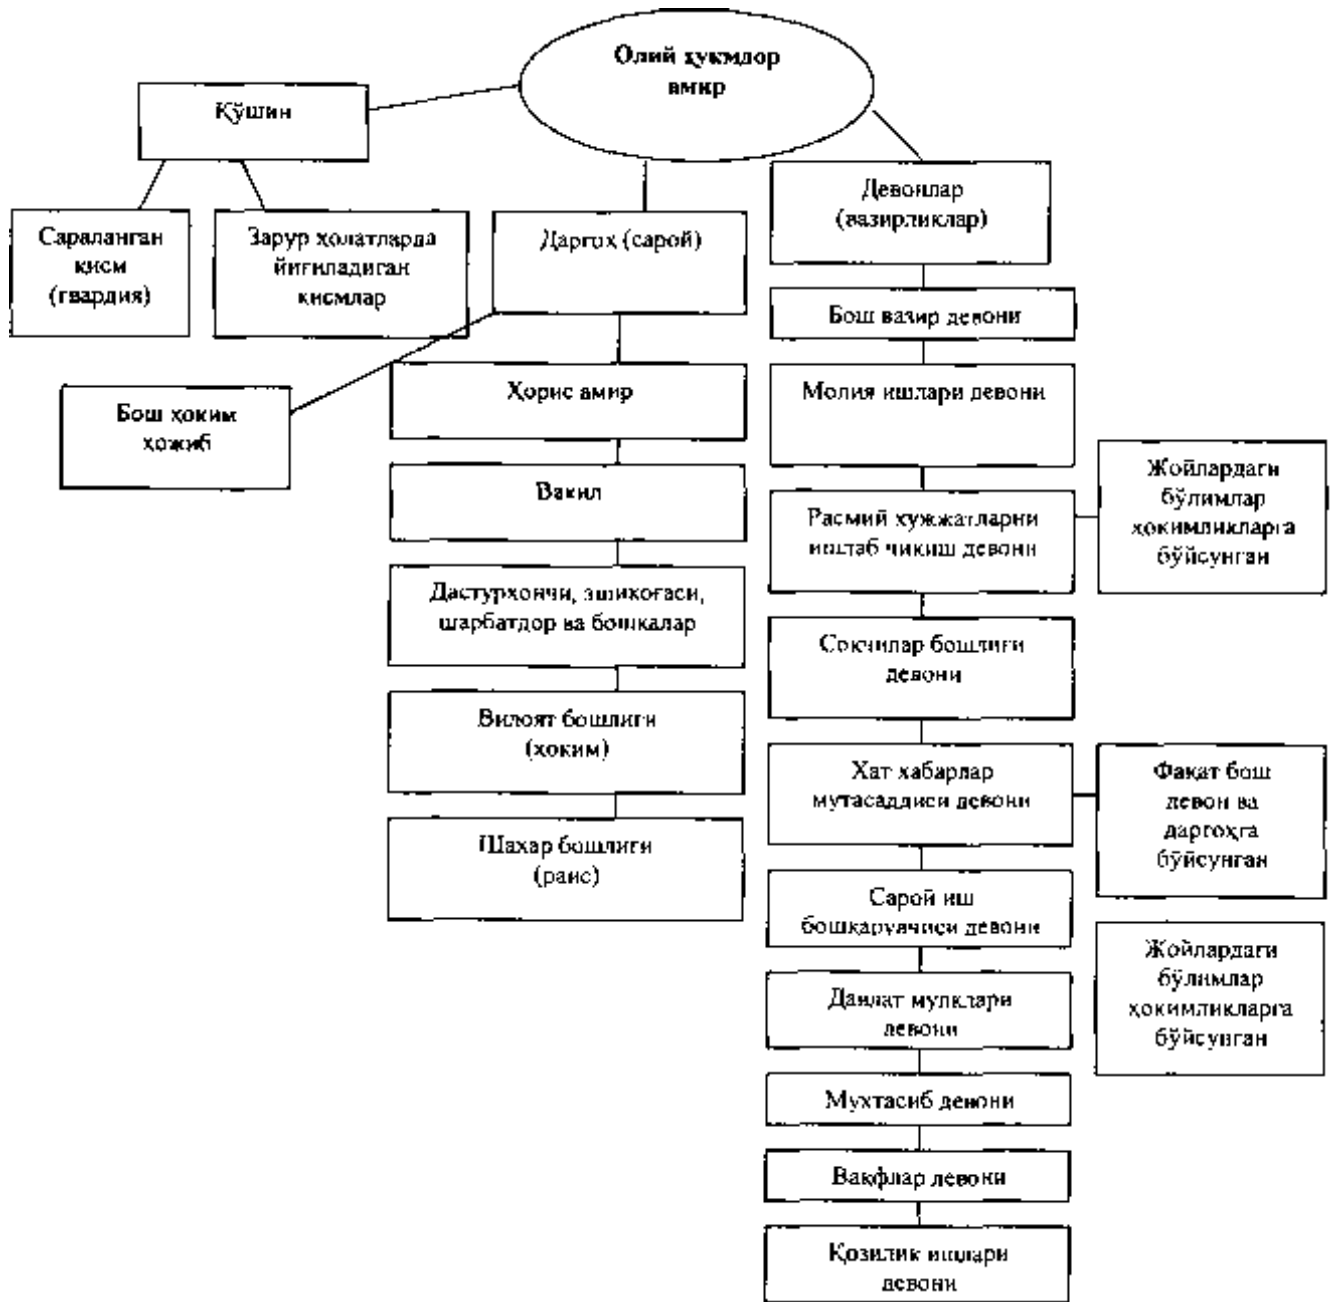 Олий ҳукмдор
амир
Қўшин
Девонлар
(вазирликлар)
Сараланган
қисм
(гвардия)
Зарур ҳолатларда
йиғиладиган
қисмлар
Даргоҳ (сарой)
Бош вазир девони
Ҳорис амир
Молия ишлари девони
Бош ҳоким
ҳожиб
Вакил
Расмий ҳужжатларни
ишлаб чиқиш девони
Жойлардаги
бўлимлар
ҳокимликларга
бўйсунган
Дастурхончи, эшикоғаси,
шарбатдор ва бошқалар
Соқчилар бошлиғи
девони
Вилоят бошлиғи
(ҳоким)
Хат хабарлар
мутасаддиси девони
Фақат бош
девон ва
даргоҳга
бўйсунган
Шаҳар бошлиғи
(раис)
Сарой иш
бошқарувчиси девони
Жойлардаги
бўлимлар
ҳокимликларга
бўйсунган
Давлат мулклари
девони
Мухтасиб девони
Вақфлар девони
Қозилик ишлари
девони